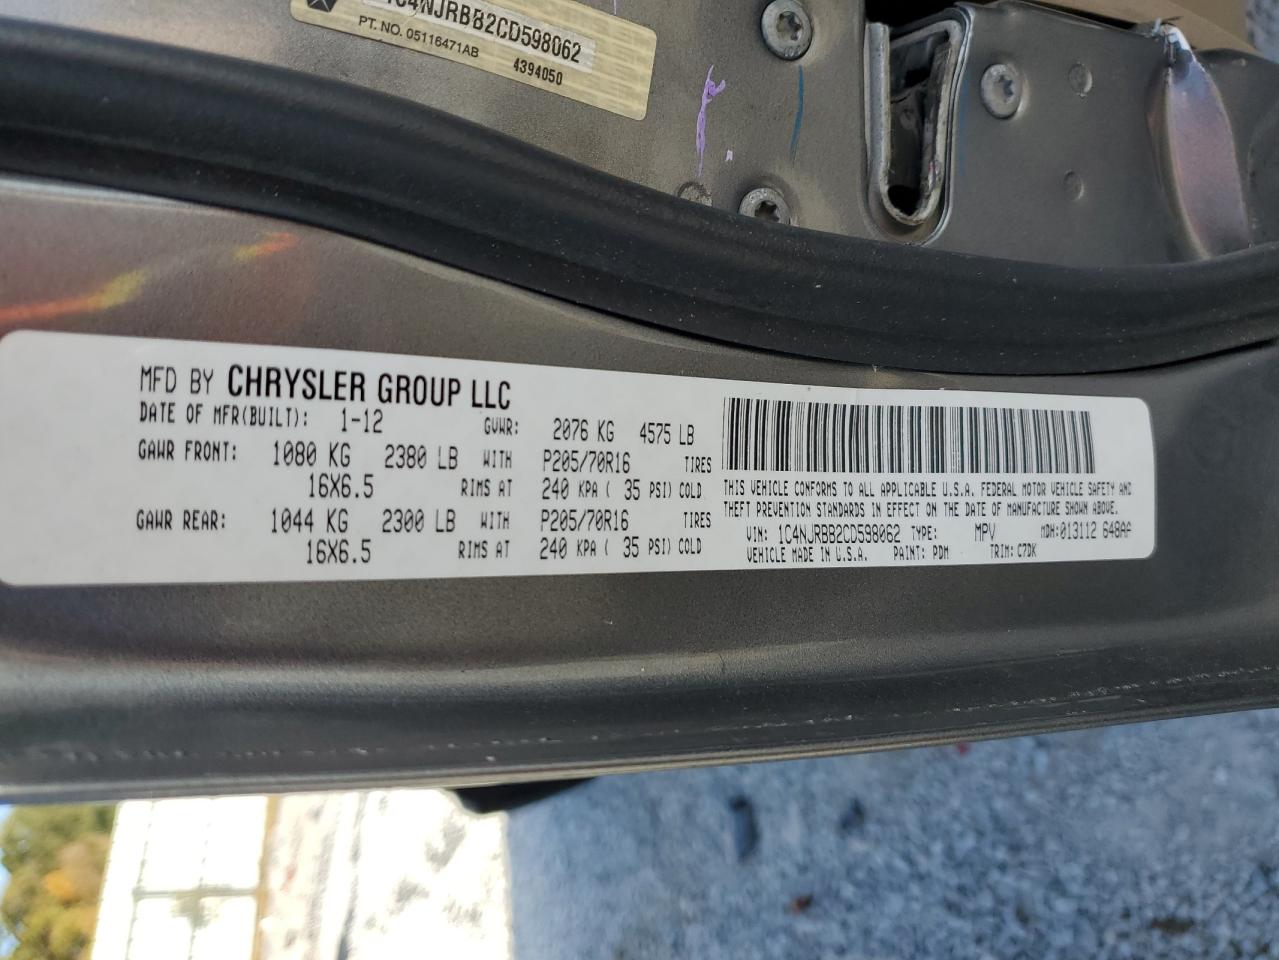 1C4NJRBB2CD598062
PT. NO. 05116471AB
4394050
MFD BY CHRYSLER GROUP LLC
DATE OF MFR(BUILT): 1-12 GVWR: 2076 KG 4575 LB
GAWR FRONT: 1080 KG 2380 LB WITH P205/70R16 TIRES
16X6.5 RIMS AT 240 KPA ( 35 PSI) COLD
GAWR REAR: 1044 KG 2300 LB WITH P205/70R16 TIRES
16X6.5 RIMS AT 240 KPA ( 35 PSI) COLD
THIS VEHICLE CONFORMS TO ALL APPLICABLE U.S.A. FEDERAL MOTOR VEHICLE SAFETY AND
THEFT PREVENTION STANDARDS IN EFFECT ON THE DATE OF MANUFACTURE SHOWN ABOVE.
VIN: 1C4NJRBB2CD598062 TYPE: MPV MDH:013112 648AA
VEHICLE MADE IN U.S.A. PAINT: PDM TRIM: C7DK